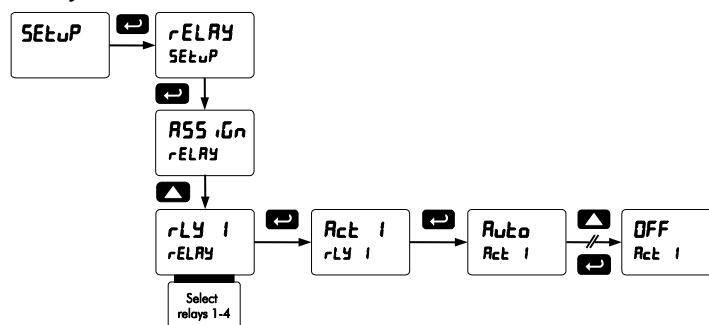 SEtuP
rELAY
SEtuP
ASSiGn
rELAY
rLY 1
rELAY
Act 1
rLY 1
Auto
Act 1
OFF
Act 1
Select
relays 1-4